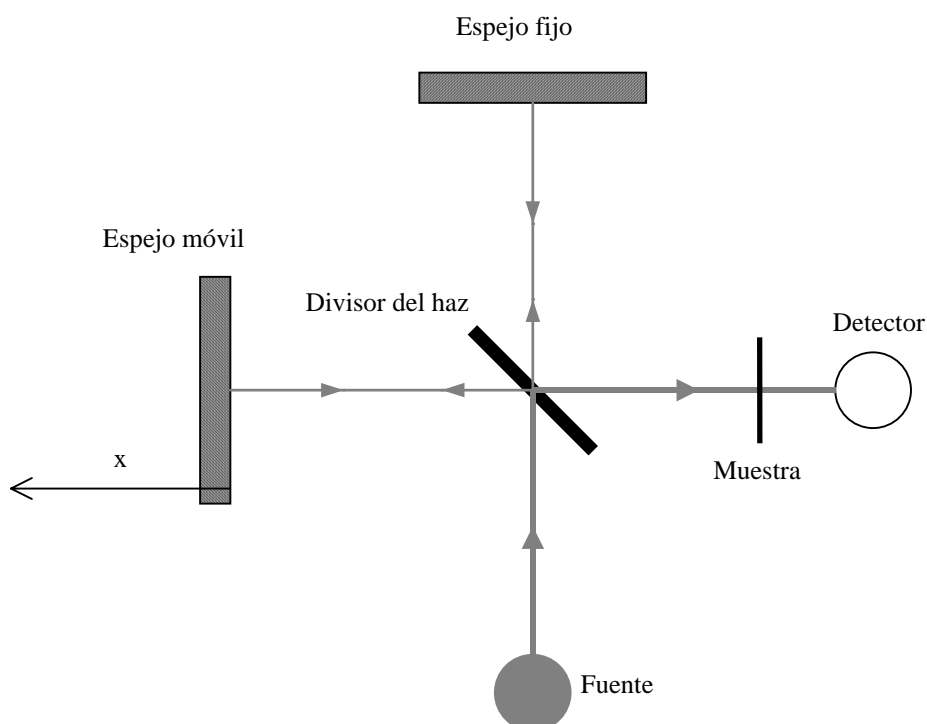 Espejo fijo
Espejo móvil
Divisor del haz
Detector
x
Muestra
Fuente